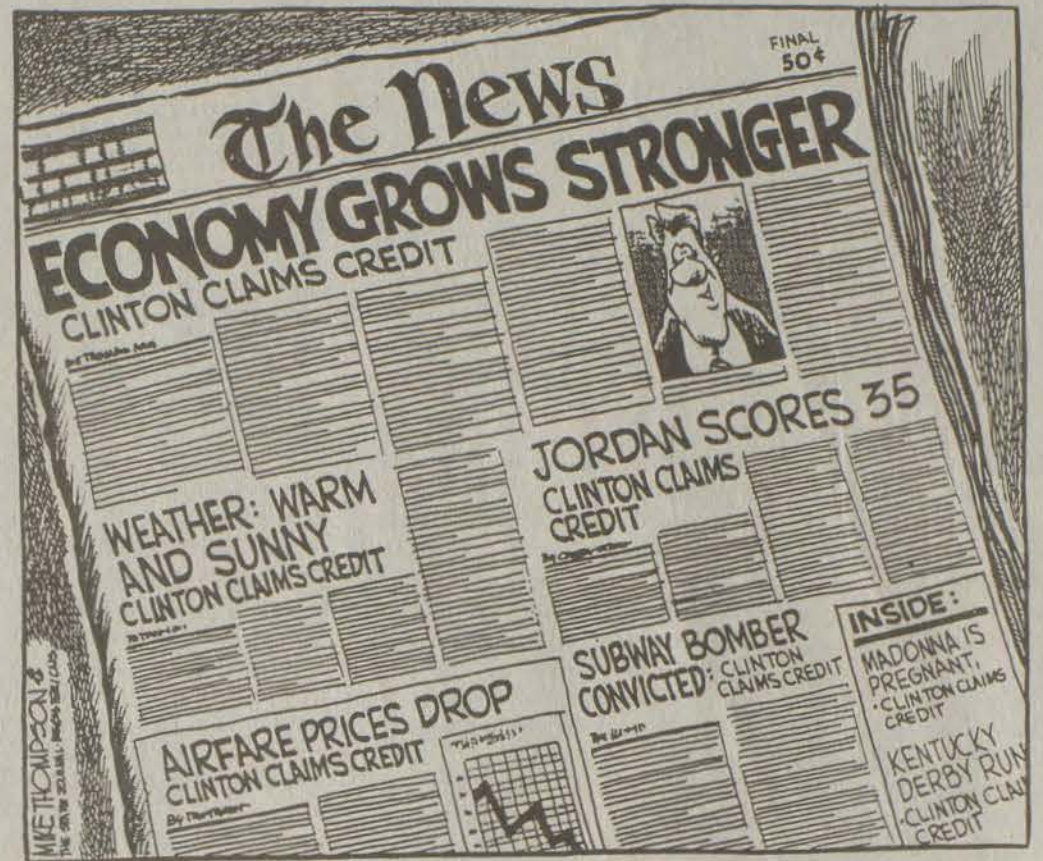 The News
FINAL
50¢
ECONOMY GROWS STRONGER
CLINTON CLAIMS CREDIT
JORDAN SCORES 35
CLINTON CLAIMS
CREDIT
WEATHER: WARM
AND SUNNY
CLINTON CLAIMS CREDIT
SUBWAY BOMBER
CONVICTED: CLINTON
CLAIMS CREDIT
INSIDE:
MADONNA IS
PREGNANT,
•CLINTON CLAIMS
CREDIT
KENTUCKY
DERBY RUN
•CLINTON CLAI
CREDIT
AIRFARE PRICES DROP
CLINTON CLAIMS CREDIT
MIKE THOMPSON